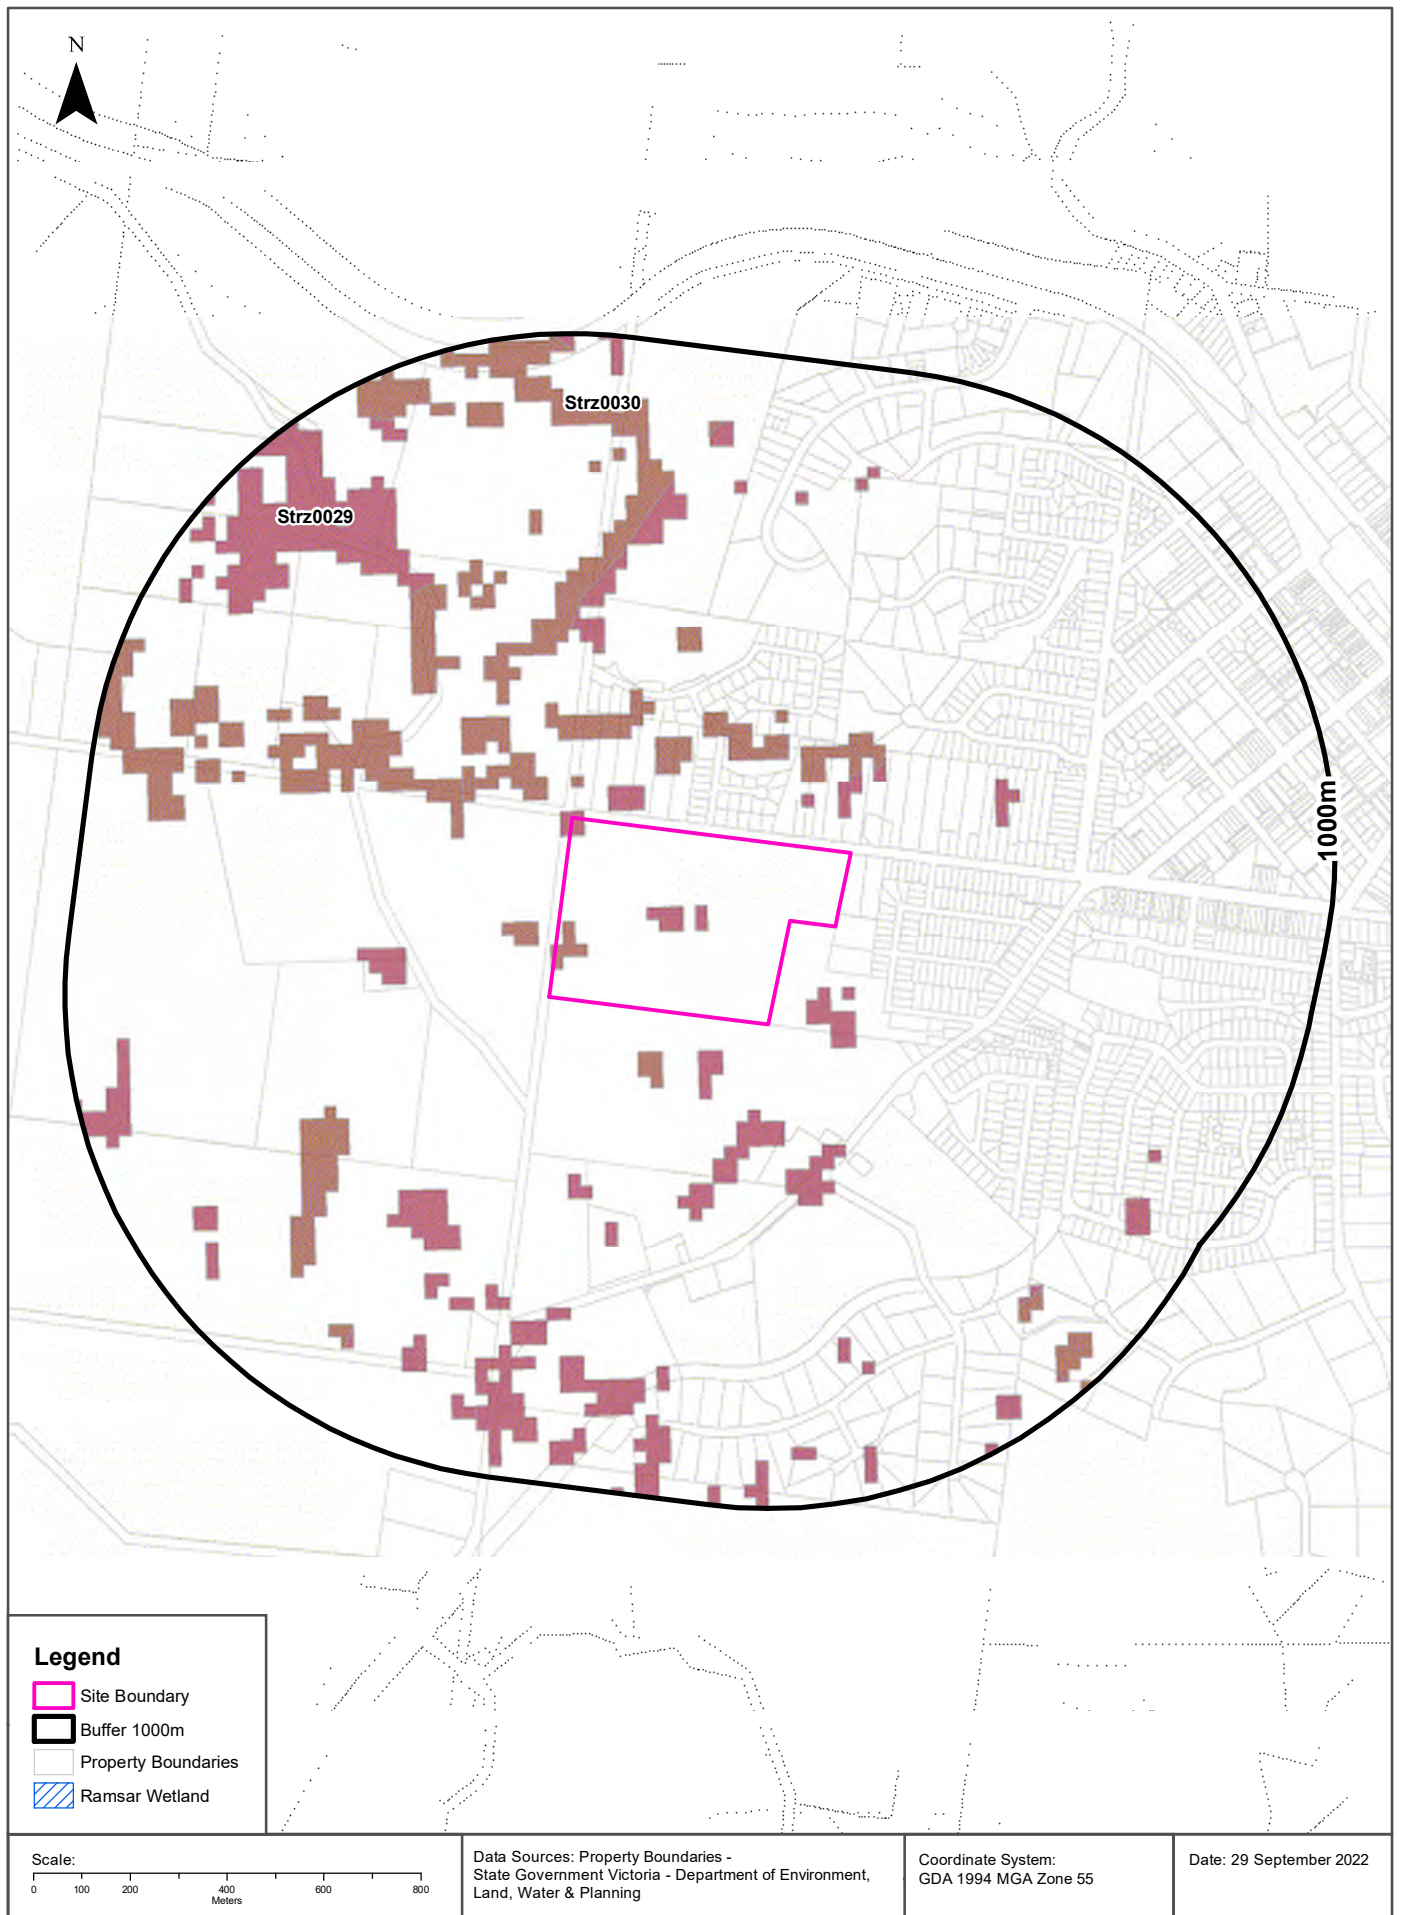 N
Strz0030
Strz0029
1000m
Legend
Site Boundary
Buffer 1000m
Property Boundaries
Ramsar Wetland
Scale:
0 100 200 400 600 800
Meters
Data Sources: Property Boundaries -
State Government Victoria - Department of Environment,
Land, Water & Planning
Coordinate System:
GDA 1994 MGA Zone 55
Date: 29 September 2022